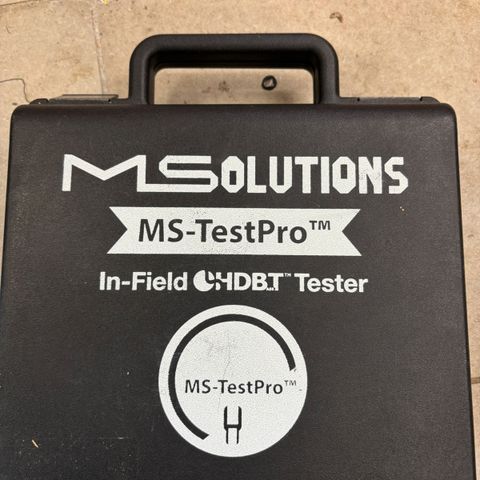 MSOLUTIONS
MS-TestPro™
In-Field HDBT™ Tester
MS-TestPro™